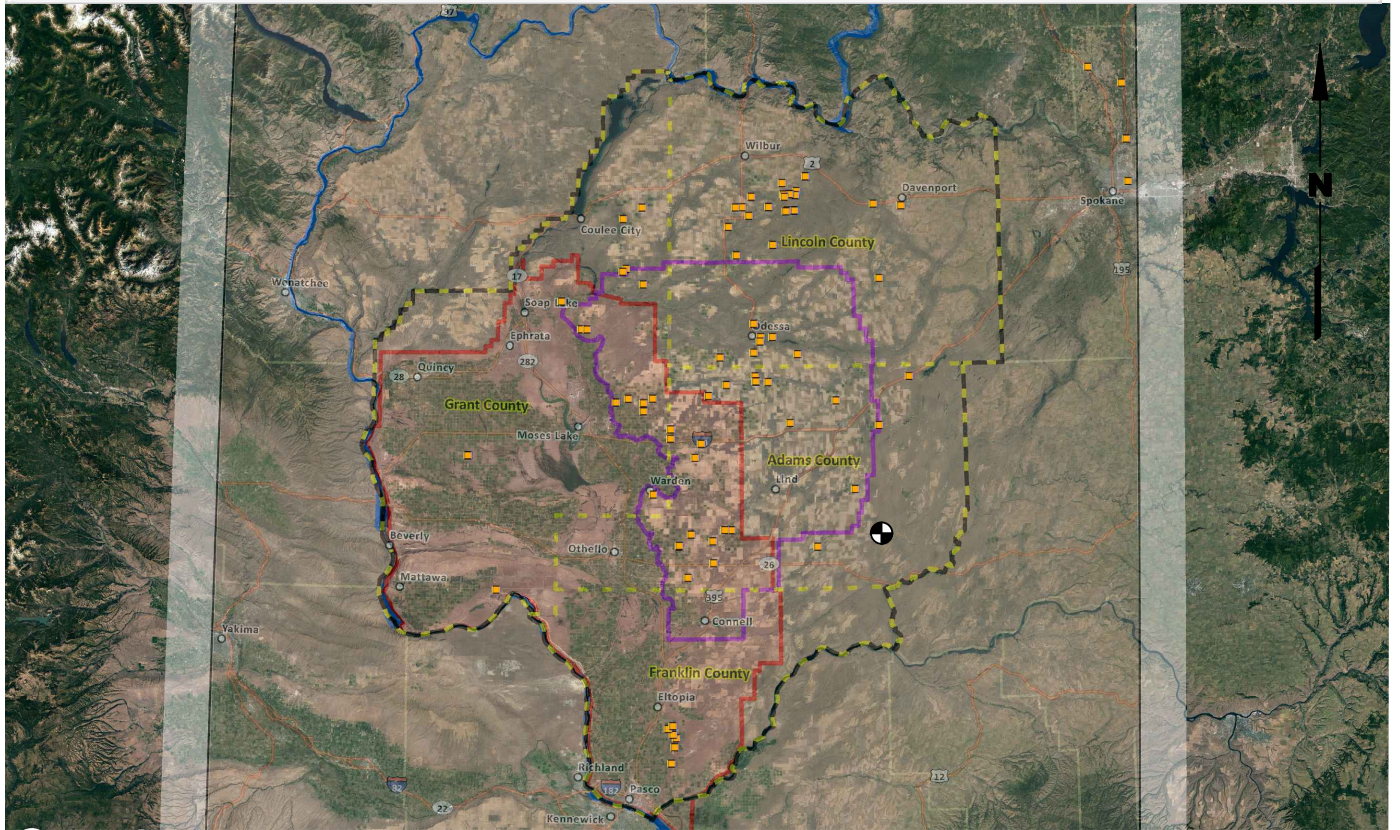 97
Wilbur
2
Davenport
Spokane
N
Coulee City
Lincoln County
195
17
Wenatchee
Soap Lake
Odessa
Ephrata
282
28
Quincy
Grant County
Moses Lake
Adams County
Warden
Lind
Beverly
Othello
26
Mattawa
395
Connell
Yakima
Franklin County
Eltopia
Richland
12
82
182
Pasco
22
Kennewick